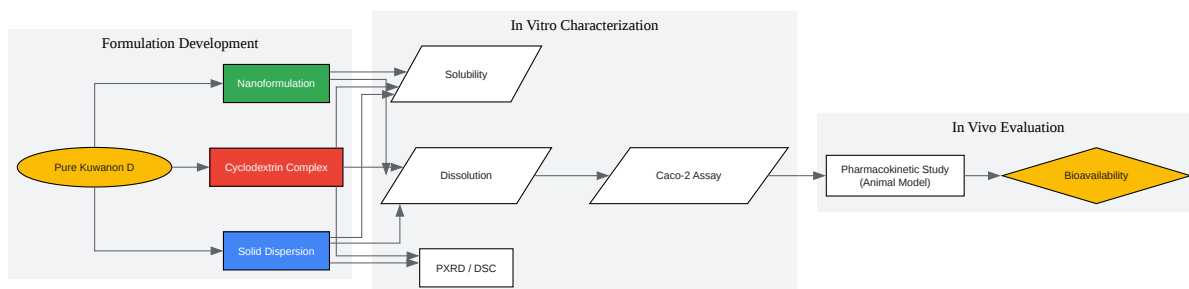 Formulation Development
In Vitro Characterization
In Vivo Evaluation
Pure Kuwanon D
Nanoformulation
Cyclodextrin Complex
Solid Dispersion
Solubility
Dissolution
PXRD / DSC
Caco-2 Assay
Pharmacokinetic Study
(Animal Model)
Bioavailability